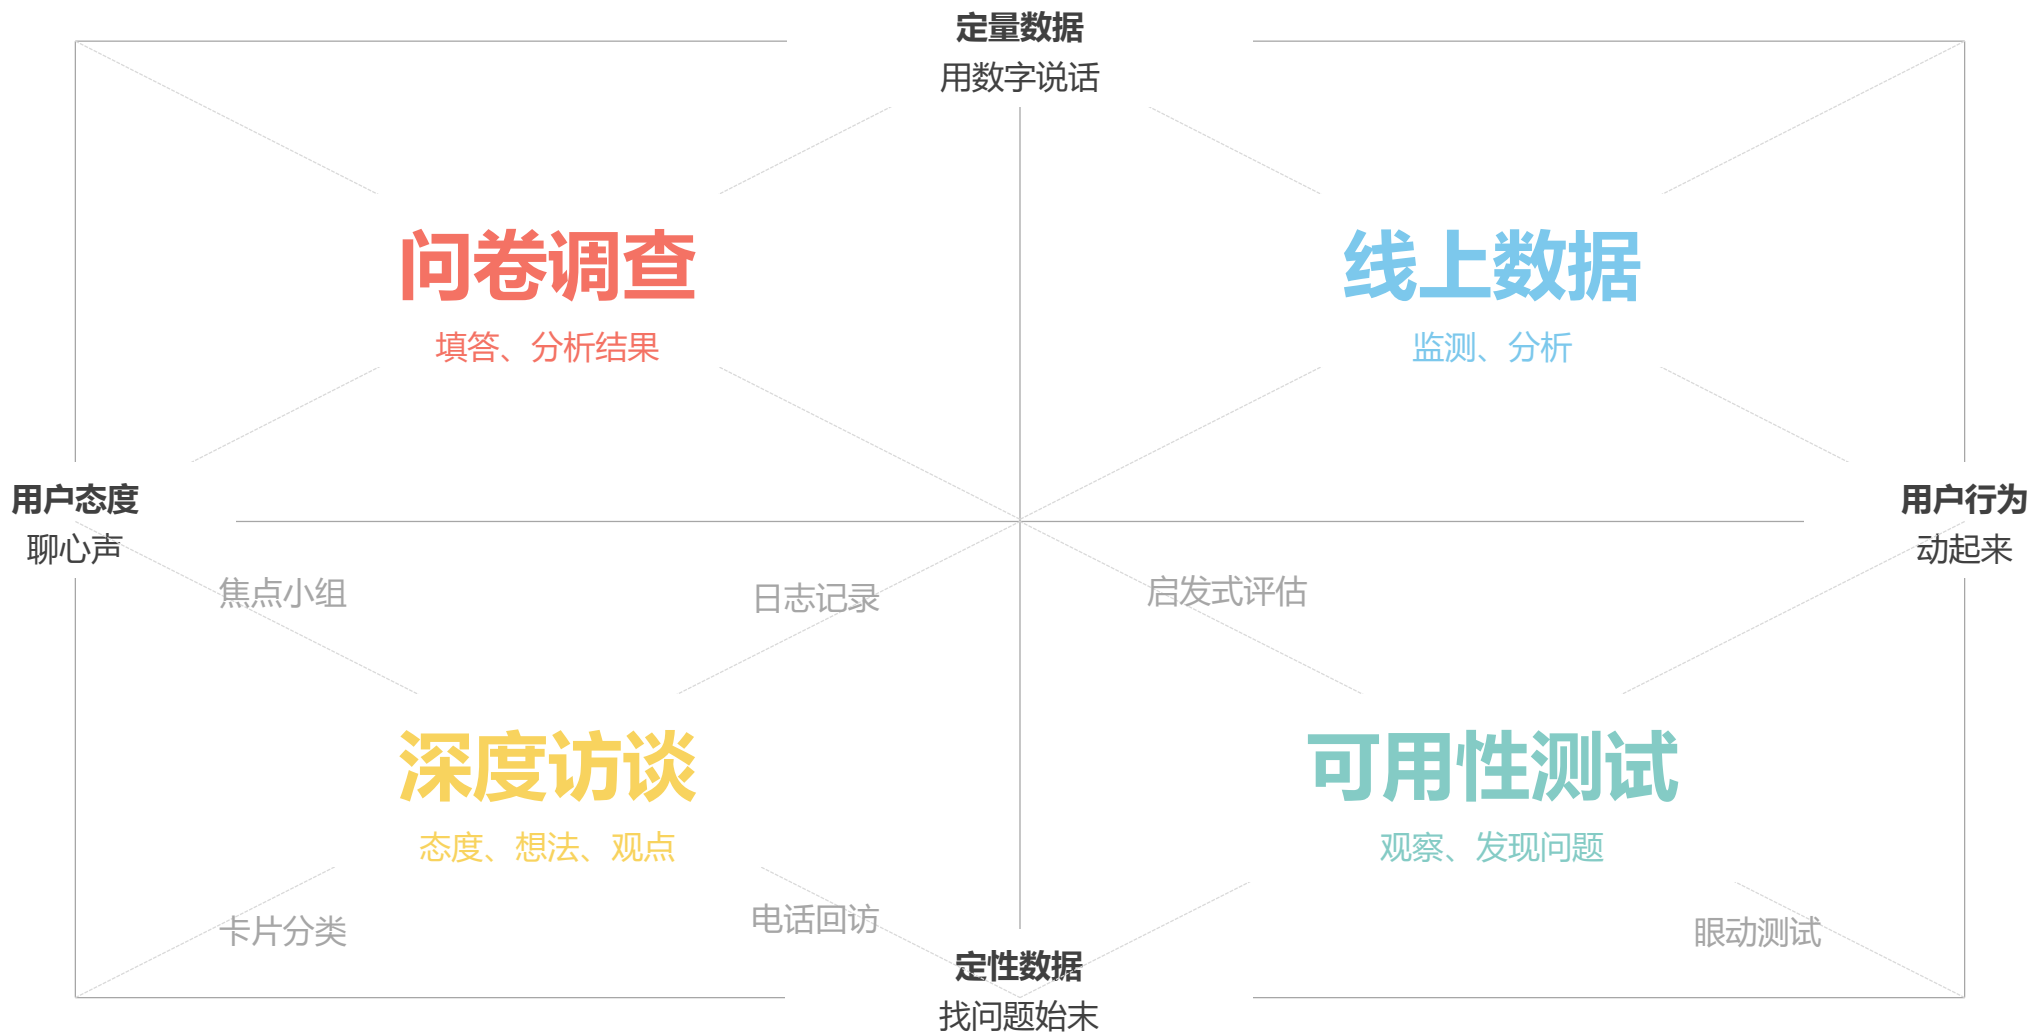 定量数据
用数字说话
问卷调查
填答、分析结果
线上数据
监测、分析
用户态度
聊心声
用户行为
动起来
焦点小组
日志记录
启发式评估
深度访谈
态度、想法、观点
可用性测试
观察、发现问题
卡片分类
电话回访
眼动测试
定性数据
找问题始末